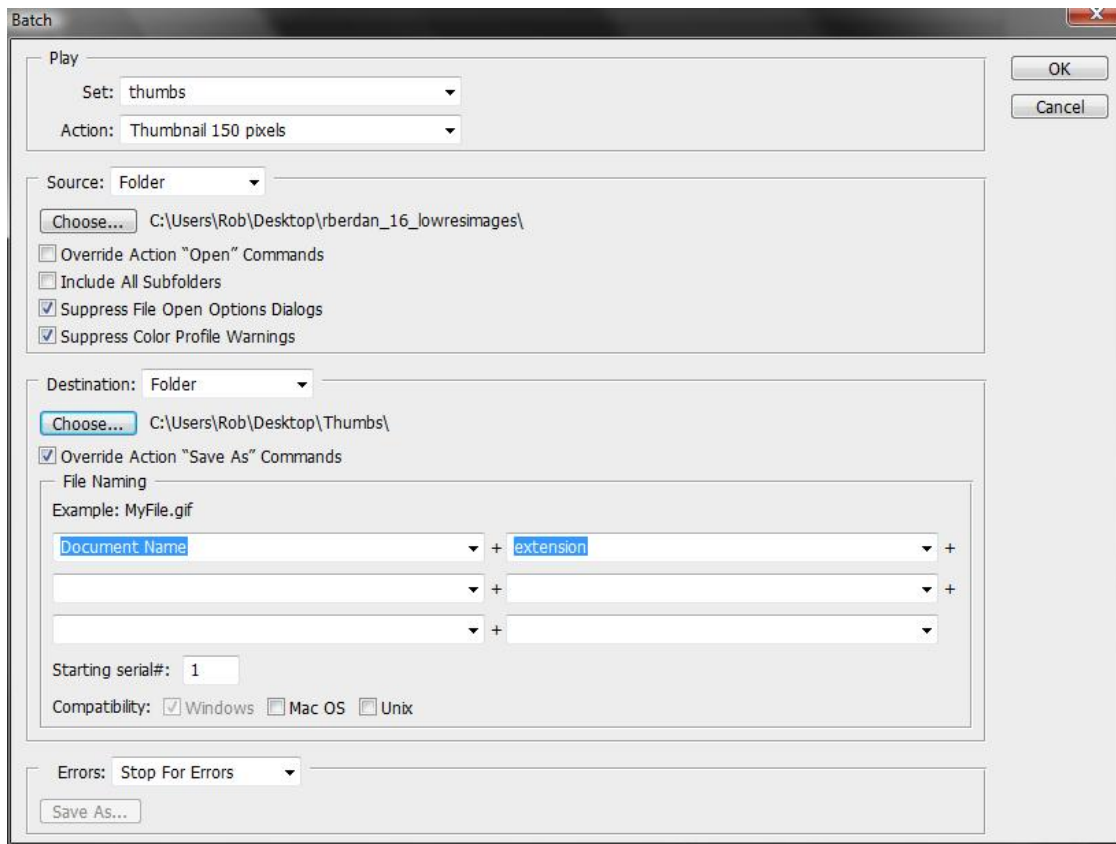 Batch
Play
OK
Set: thumbs
Cancel
Action: Thumbnail 150 pixels
Source: Folder
Choose... C:\Users\Rob\Desktop\rberdan_16_lowresimages\
Override Action "Open" Commands
Include All Subfolders
Suppress File Open Options Dialogs
Suppress Color Profile Warnings
Destination: Folder
Choose... C:\Users\Rob\Desktop\Thumbs\
Override Action "Save As" Commands
File Naming
Example: MyFile.gif
Document Name + extension +
+ +
+
Starting serial#: 1
Compatibility: Windows Mac OS Unix
Errors: Stop For Errors
Save As...